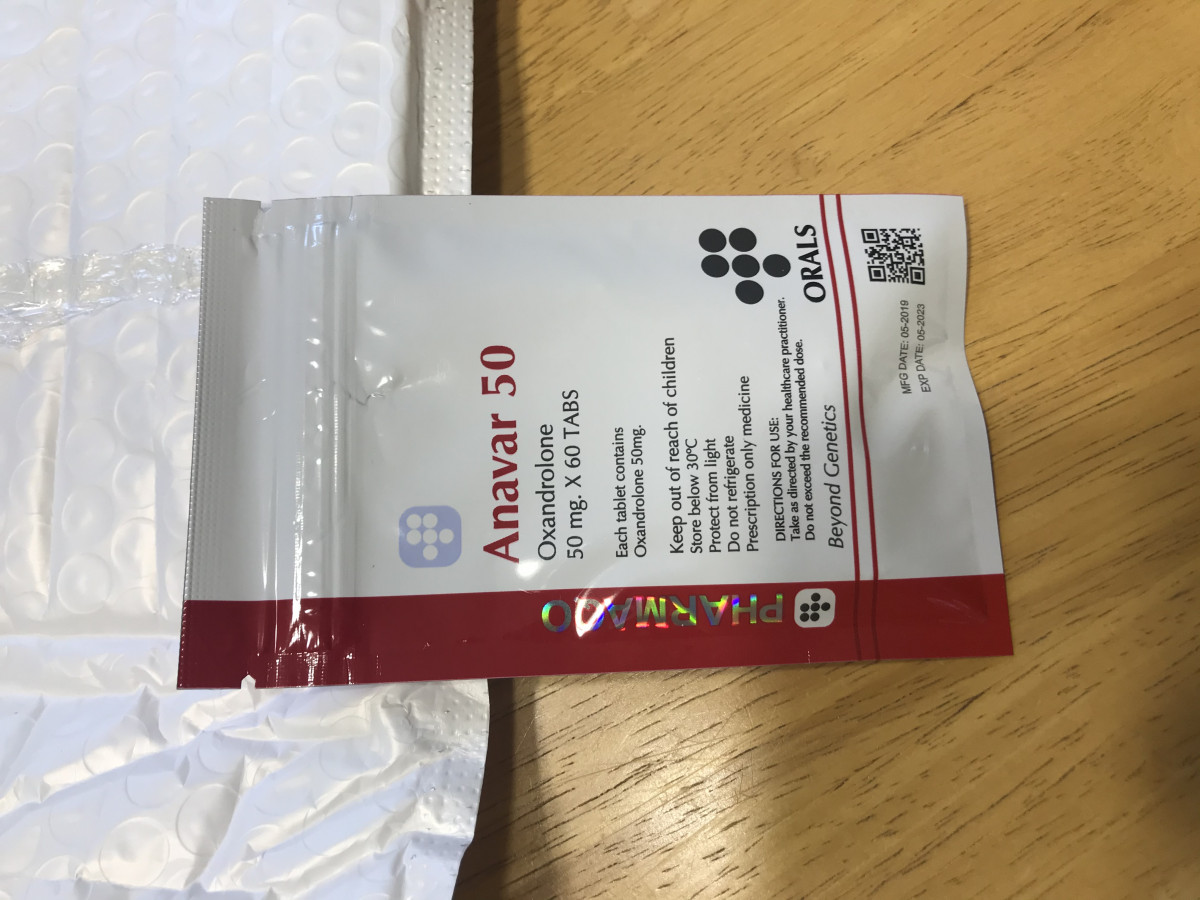 Anavar 50
Oxandrolone
50 mg. X 60 TABS
Each tablet contains
Oxandrolone 50mg.
Keep out of reach of children
Store below 30°C
Protect from light
Do not refrigerate
Prescription only medicine
DIRECTIONS FOR USE:
Take as directed by your healthcare practitioner.
Do not exceed the recommended dose.
Beyond Genetics
ORALS
MFG DATE: 05-2019
EXP DATE: 05-2023
PHARMAQO